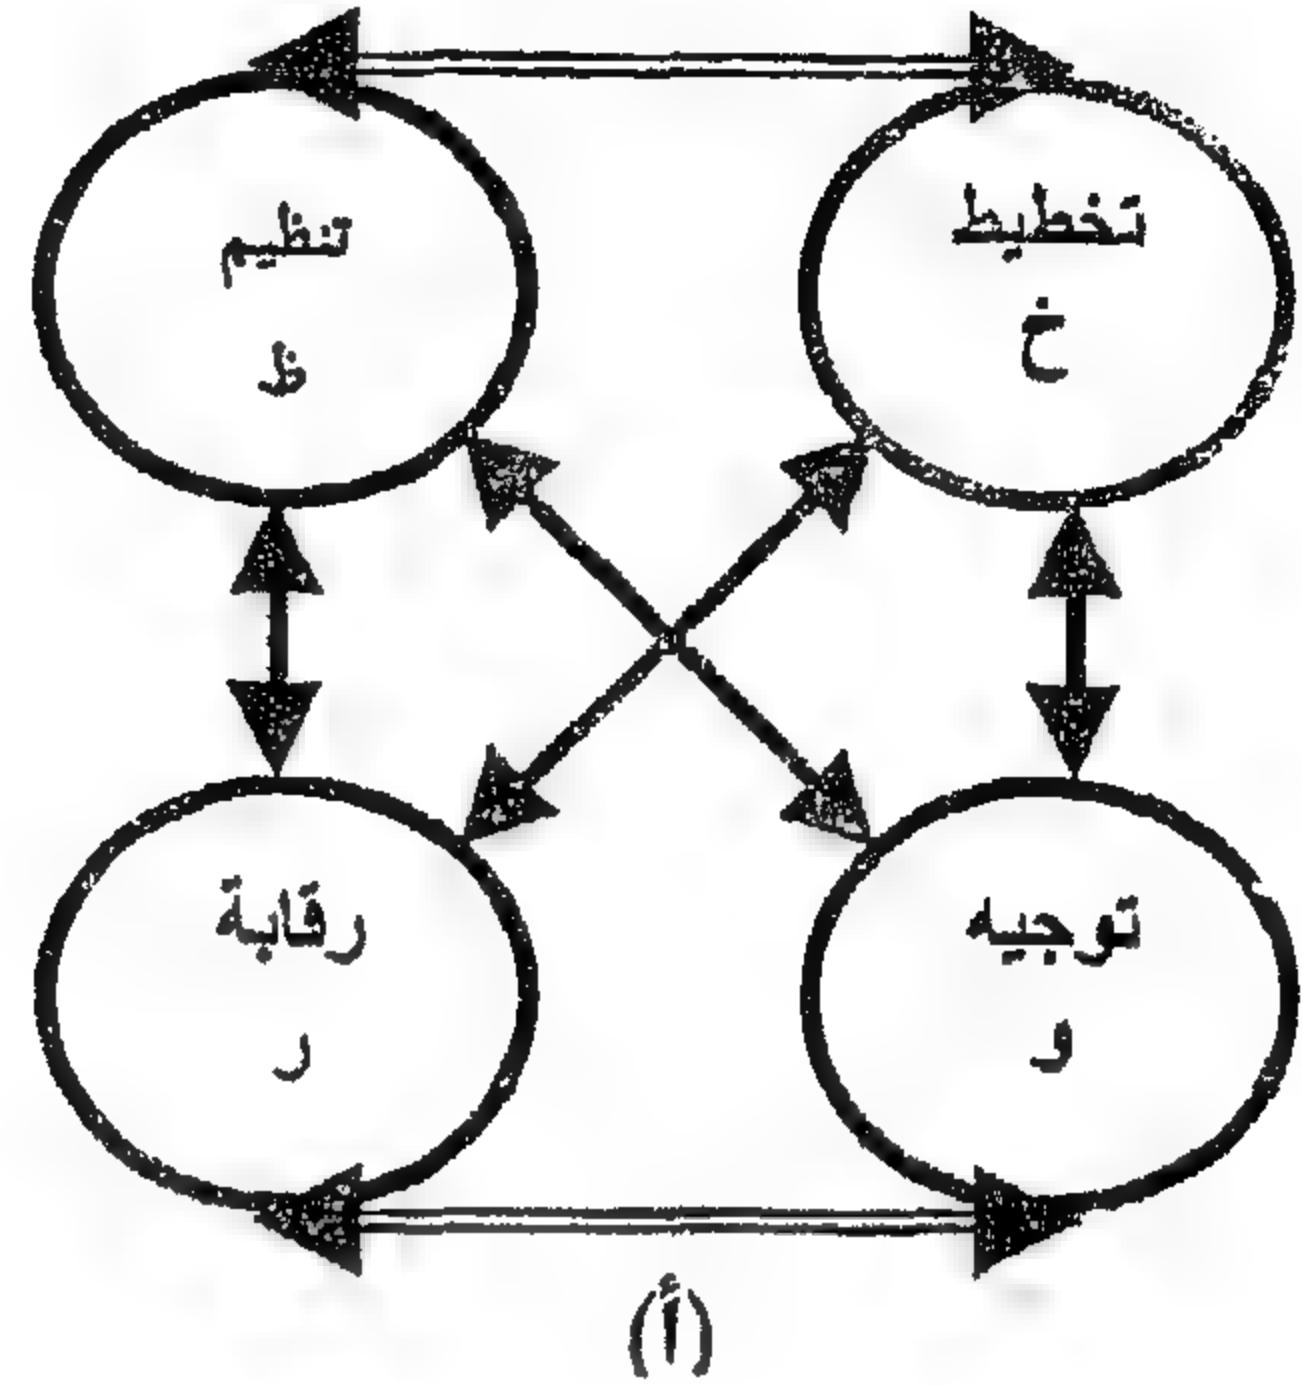 تخطيط
خ
تنظيم
ظ
توجيه
و
رقابة
ر
(أ)